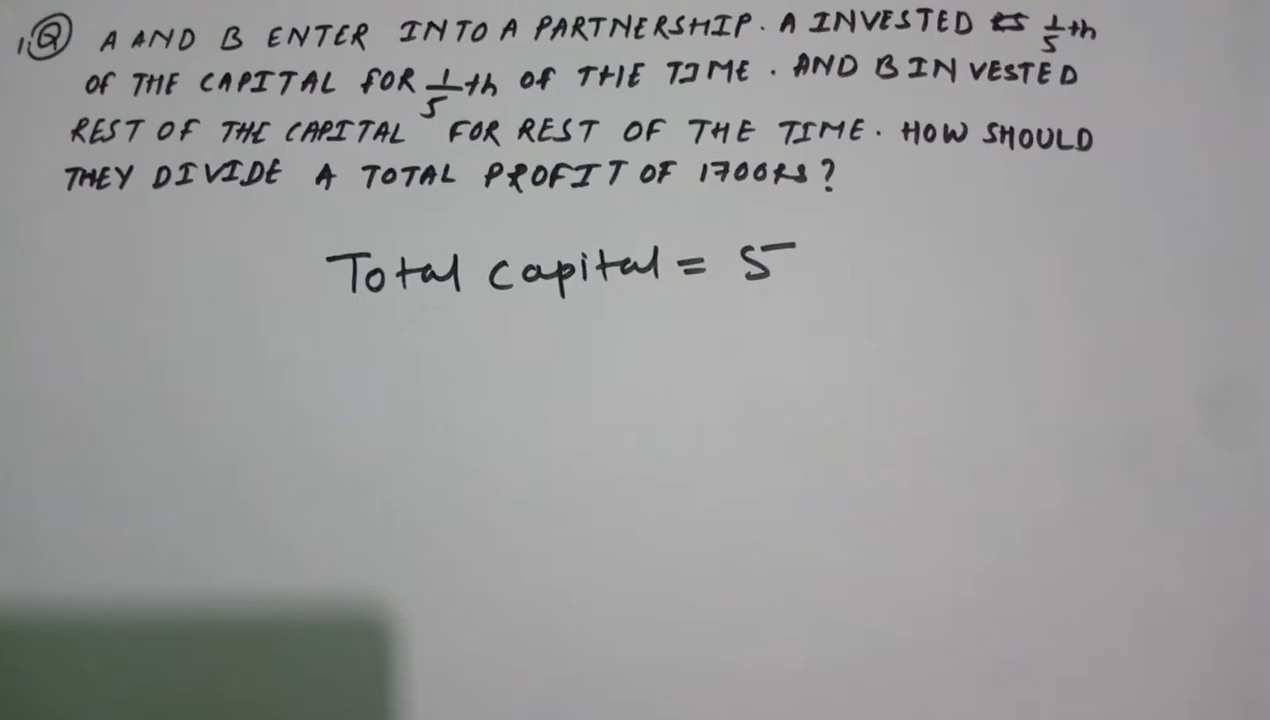 1.Q A AND B ENTER INTO A PARTNERSHIP. A INVESTED 1/5th
OF THE CAPITAL FOR 1/5th OF THE TIME. AND B INVESTED
REST OF THE CAPITAL FOR REST OF THE TIME. HOW SHOULD
THEY DIVIDE A TOTAL PROFIT OF 1700RS?
Total capital = 5